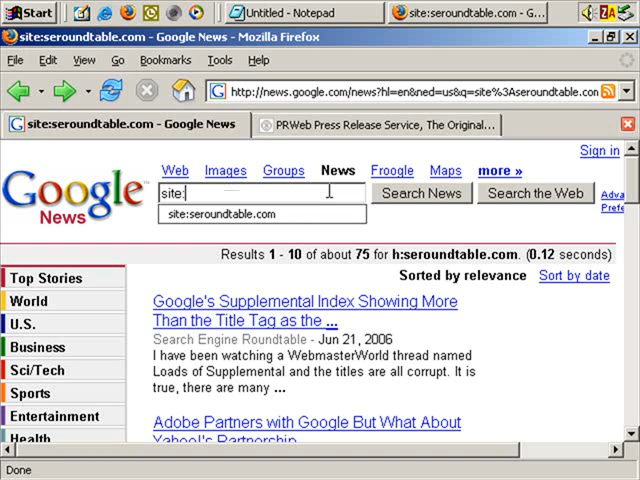 Start
Untitled - Notepad
site:seroundtable.com - G...
site:seroundtable.com - Google News - Mozilla Firefox
File Edit View Go Bookmarks Tools Help
http://news.google.com/news?hl=en&ned=us&q=site%3Aseroundtable.com
site:seroundtable.com - Google News
PRWeb Press Release Service, The Original...
Sign in
Google News
Web Images Groups News Froogle Maps more »
site:
Search News
Search the Web
Adva
Prefe
site:seroundtable.com
Results 1 - 10 of about 75 for h:seroundtable.com. (0.12 seconds)
Sorted by relevance Sort by date
Top Stories
World
U.S.
Business
Sci/Tech
Sports
Entertainment
Health
Google's Supplemental Index Showing More
Than the Title Tag as the ...
Search Engine Roundtable - Jun 21, 2006
I have been watching a WebmasterWorld thread named
Loads of Supplemental and the titles are all corrupt. It is
true, there are many ...
Adobe Partners with Google But What About
Yahoo!'s Partnership
Done